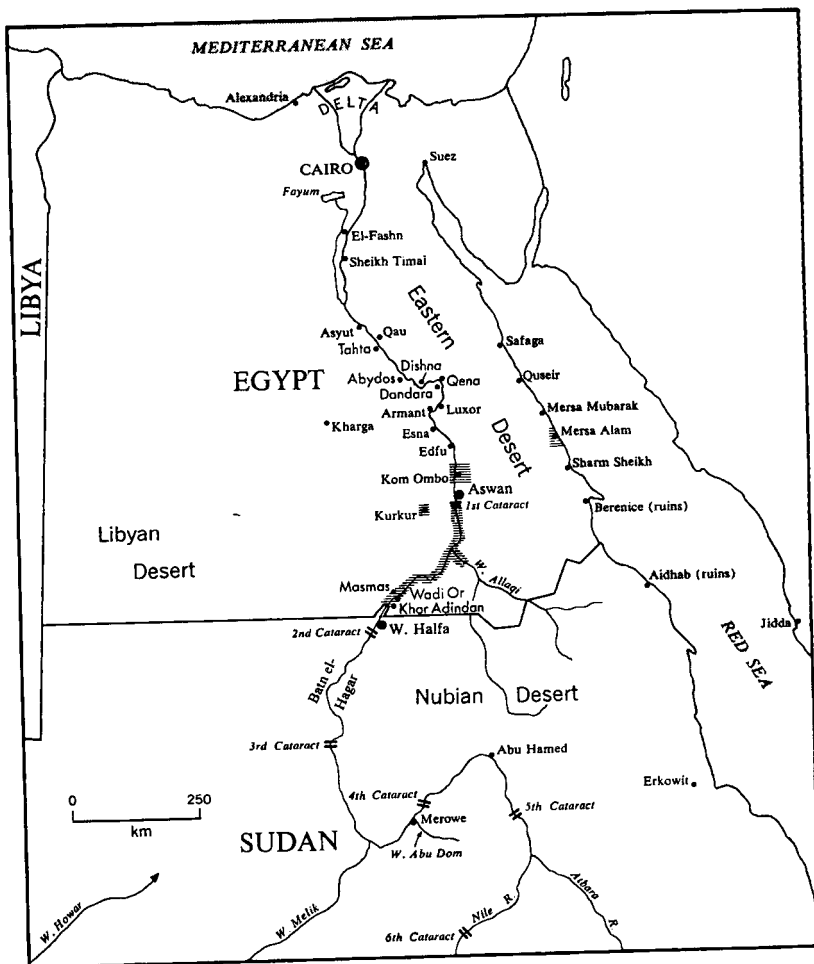 MEDITERRANEAN SEA
Alexandria
DELTA
CAIRO
Suez
Fayum
El-Fashn
Sheikh Timai
LIBYA
Eastern
Asyut
Qau
Tahta
Safaga
Dishna
EGYPT
Abydos
Qena
Quseir
Dandara
Armant
Luxor
Mersa Mubarak
Kharga
Esna
Desert
Mersa Alam
Edfu
Sharm Sheikh
Kom Ombo
Aswan
1st Cataract
Berenice (ruins)
Kurkur
Libyan
Desert
W. Allaqi
Masmas
Wadi Or
Aidhab (ruins)
Khor Adindan
2nd Cataract
W. Halfa
Jidda
RED SEA
Batn el-
Hagar
Nubian Desert
3rd Cataract
Abu Hamed
Erkowit
0 250
km
4th Cataract
5th Cataract
Merowe
SUDAN
W. Abu Dom
W. Howar
W. Melik
Nile R.
Atbara R.
6th Cataract